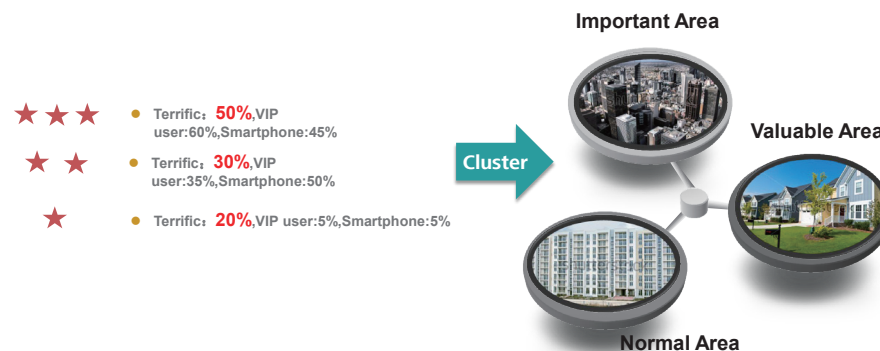 Important Area
Terrific：50%,VIP
user:60%,Smartphone:45%
Valuable Area
Terrific：30%,VIP
user:35%,Smartphone:50%
Cluster
Terrific：20%,VIP user:5%,Smartphone:5%
Normal Area